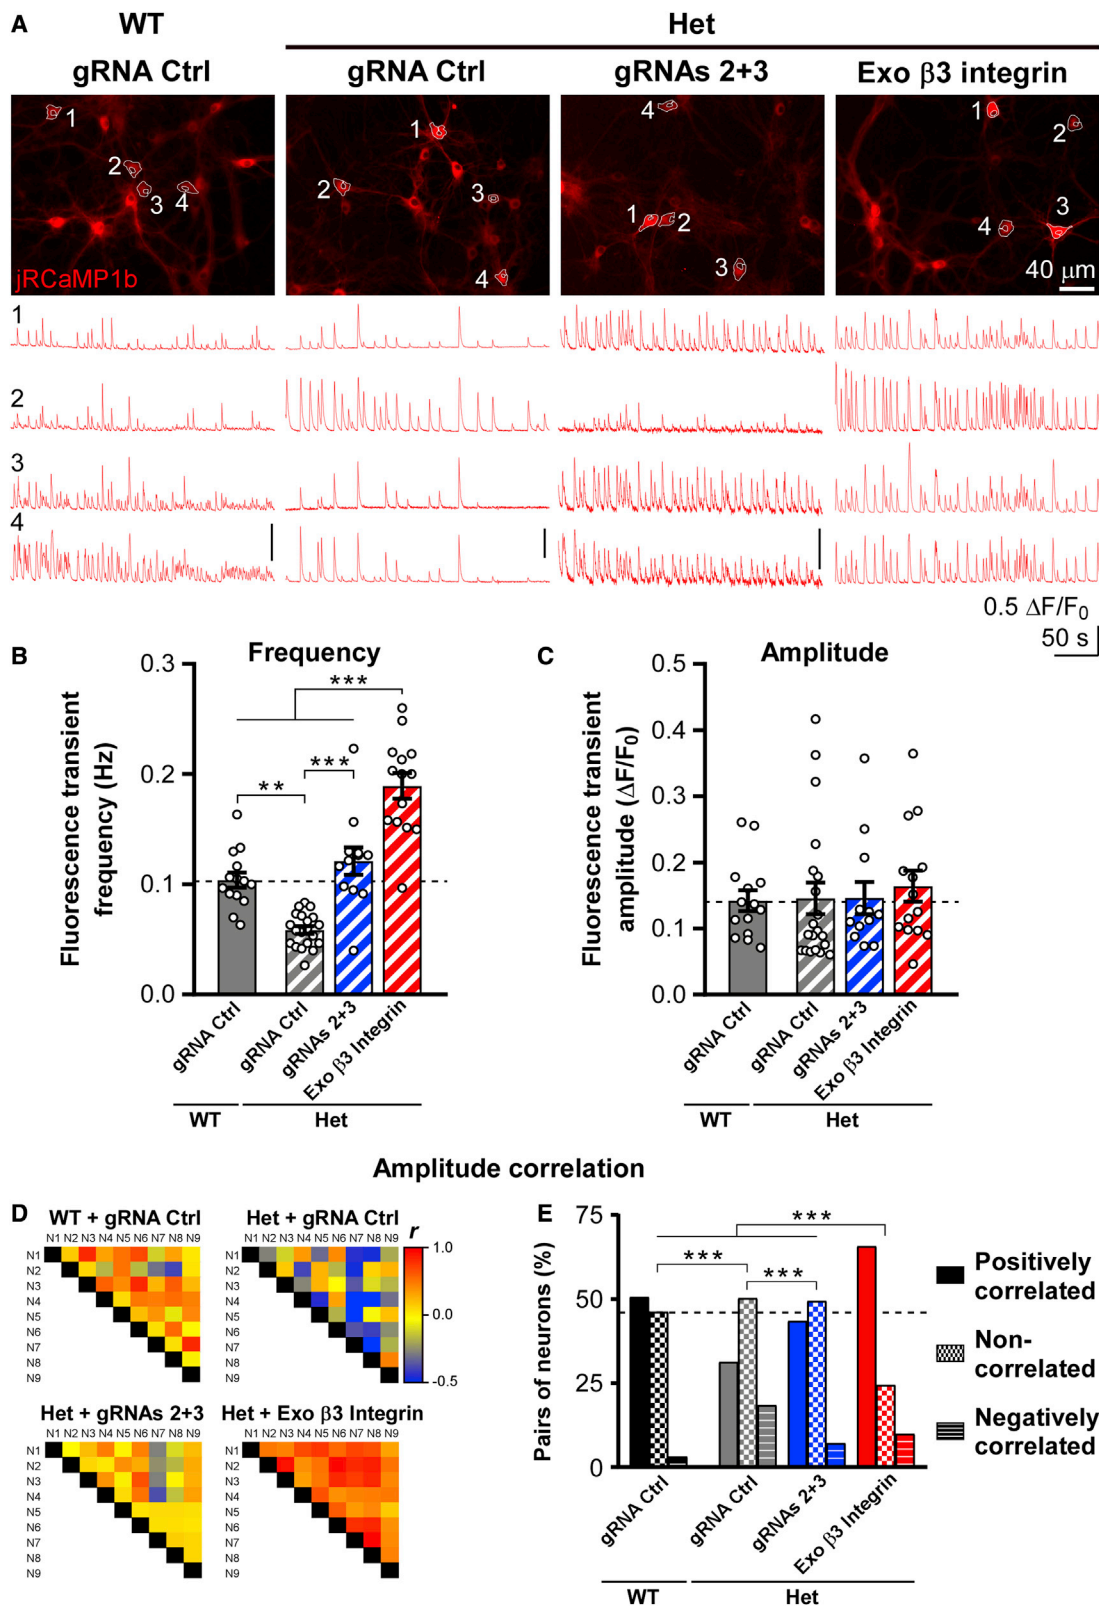 A
WT
Het
gRNA Ctrl
gRNA Ctrl
gRNAs 2+3
Exo β3 integrin
1
2
3
4
jRCaMP1b
1
2
3
4
4
1
2
3
1
2
3
4
40 μm
1
2
3
4
0.5 ΔF/F0
50 s
B
Frequency
Fluorescence transient
frequency (Hz)
0.3
0.2
0.1
0.0
***
***
**
gRNA Ctrl
gRNA Ctrl
gRNAs 2+3
Exo β3 Integrin
WT
Het
C
Amplitude
Fluorescence transient
amplitude (ΔF/F0)
0.5
0.4
0.3
0.2
0.1
0.0
gRNA Ctrl
gRNA Ctrl
gRNAs 2+3
Exo β3 Integrin
WT
Het
Amplitude correlation
D
WT + gRNA Ctrl
N1 N2 N3 N4 N5 N6 N7 N8 N9
N1
N2
N3
N4
N5
N6
N7
N8
N9
Het + gRNA Ctrl
N1 N2 N3 N4 N5 N6 N7 N8 N9
N1
N2
N3
N4
N5
N6
N7
N8
N9
r
1.0
0.0
-0.5
Het + gRNAs 2+3
N1 N2 N3 N4 N5 N6 N7 N8 N9
N1
N2
N3
N4
N5
N6
N7
N8
N9
Het + Exo β3 Integrin
N1 N2 N3 N4 N5 N6 N7 N8 N9
N1
N2
N3
N4
N5
N6
N7
N8
N9
E
Pairs of neurons (%)
75
50
25
0
***
***
***
gRNA Ctrl
gRNA Ctrl
gRNAs 2+3
Exo β3 Integrin
WT
Het
Positively
correlated
Non-
correlated
Negatively
correlated